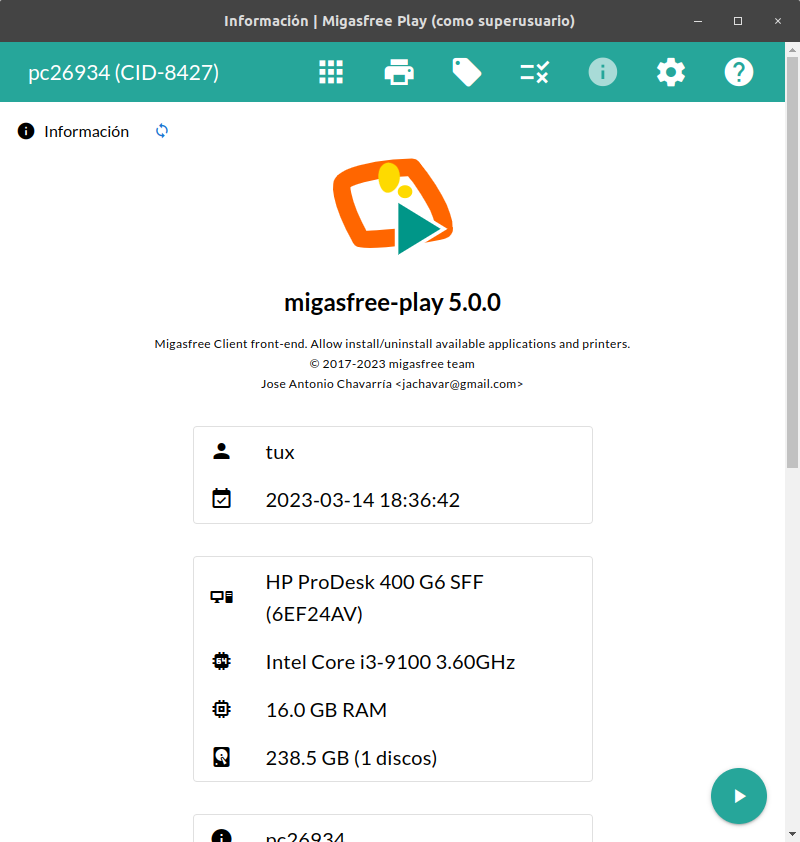 Información | Migasfree Play (como superusuario)
pc26934 (CID-8427)
Información
migasfree-play 5.0.0
Migasfree Client front-end. Allow install/uninstall available applications and printers.
© 2017-2023 migasfree team
Jose Antonio Chavarría <jachavar@gmail.com>
tux
2023-03-14 18:36:42
HP ProDesk 400 G6 SFF
(6EF24AV)
64
Intel Core i3-9100 3.60GHz
16.0 GB RAM
238.5 GB (1 discos)
pc26934